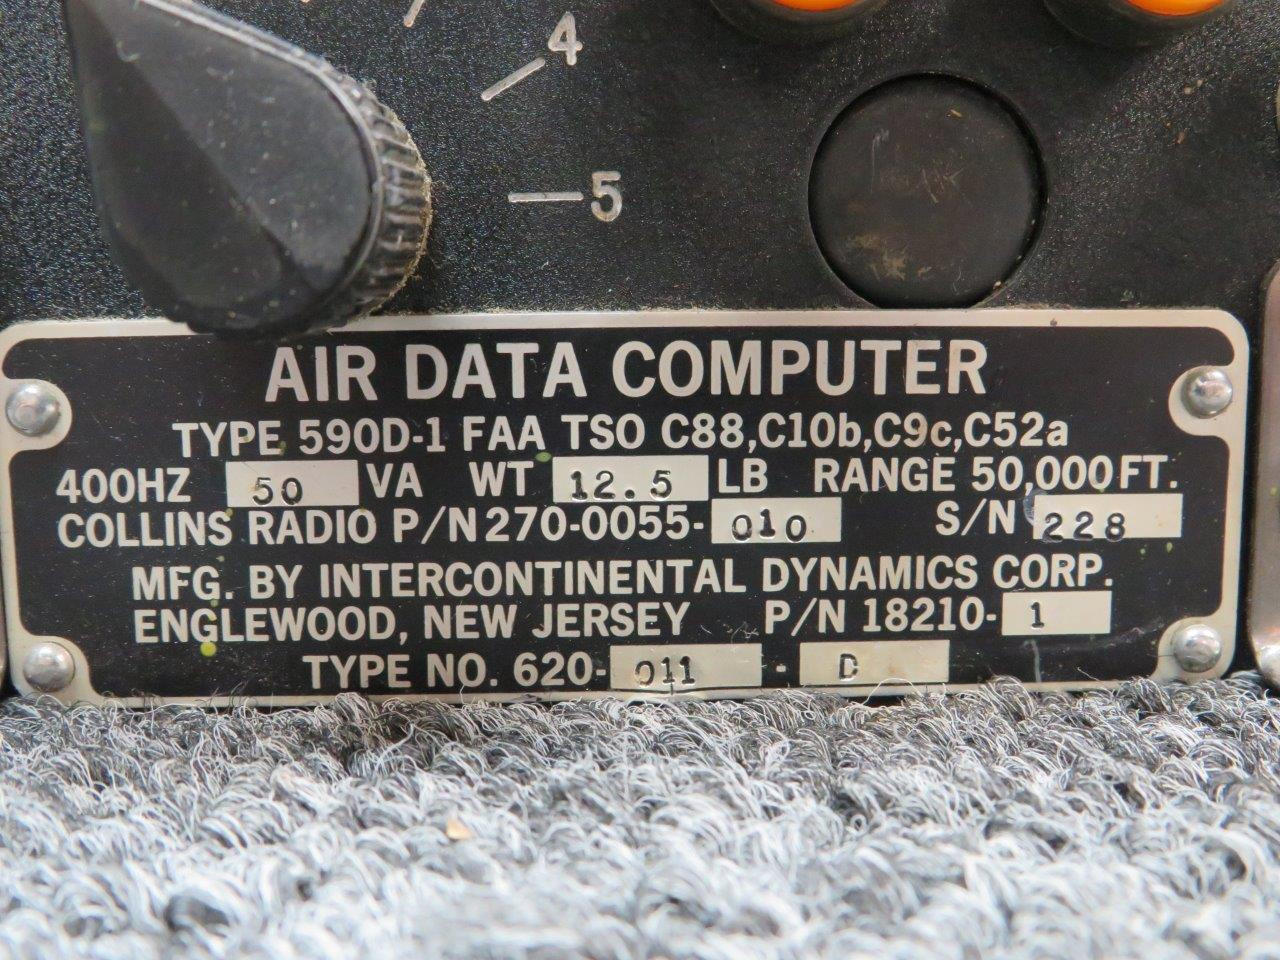 4
5
AIR DATA COMPUTER
TYPE 590D-1 FAA TSO C88,C10b,C9c,C52a
400HZ 50 VA WT 12.5 LB RANGE 50,000 FT.
COLLINS RADIO P/N 270-0055-010 S/N 228
MFG. BY INTERCONTINENTAL DYNAMICS CORP.
ENGLEWOOD, NEW JERSEY P/N 18210-1
TYPE NO. 620-011-D